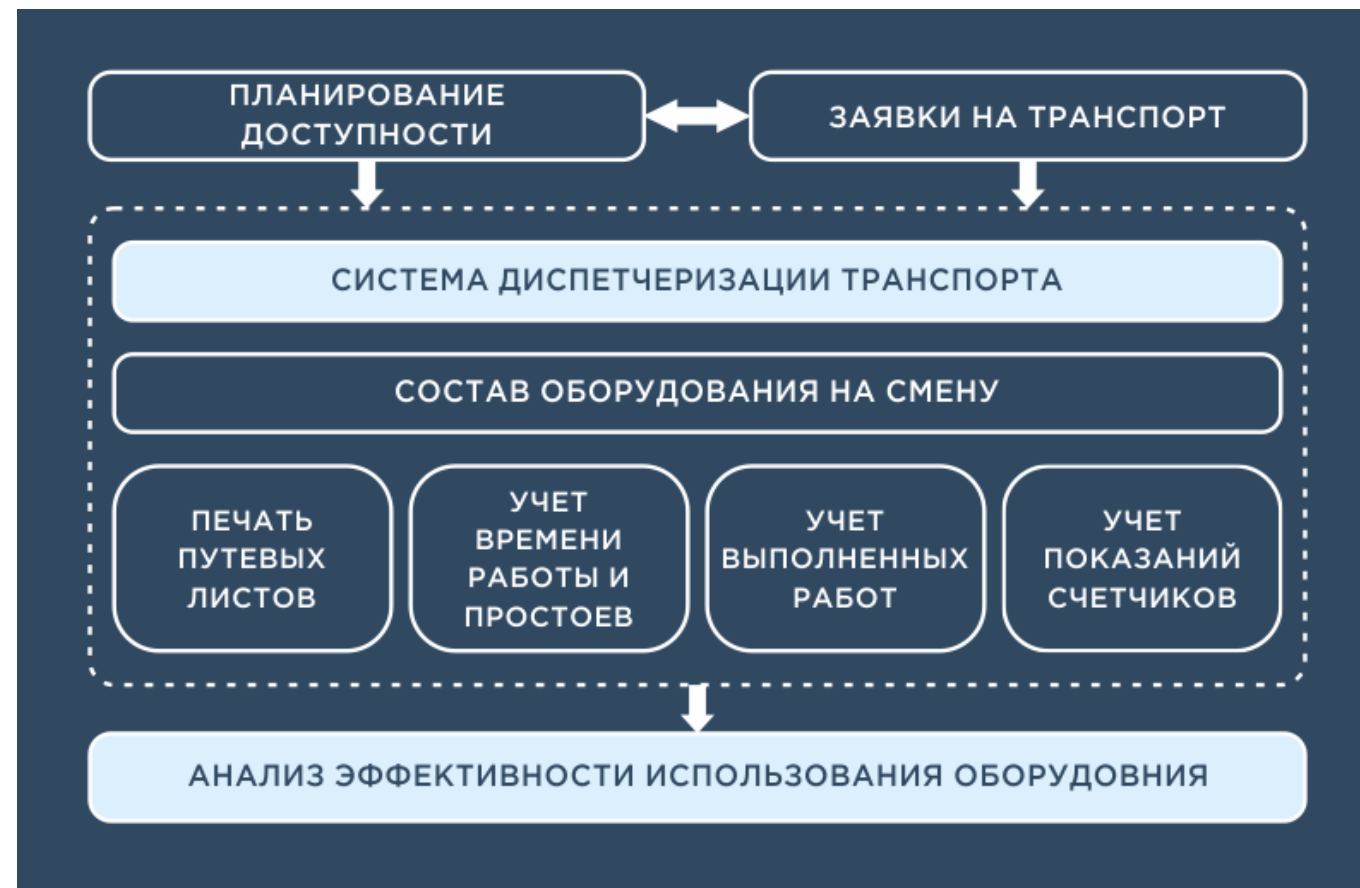 ПЛАНИРОВАНИЕ
ДОСТУПНОСТИ
ЗАЯВКИ НА ТРАНСПОРТ
СИСТЕМА ДИСПЕТЧЕРИЗАЦИИ ТРАНСПОРТА
СОСТАВ ОБОРУДОВАНИЯ НА СМЕНУ
ПЕЧАТЬ
ПУТЕВЫХ
ЛИСТОВ
УЧЕТ
ВРЕМЕНИ
РАБОТЫ И
ПРОСТОЕВ
УЧЕТ
ВЫПОЛНЕННЫХ
РАБОТ
УЧЕТ
ПОКАЗАНИЙ
СЧЕТЧИКОВ
АНАЛИЗ ЭФФЕКТИВНОСТИ ИСПОЛЬЗОВАНИЯ ОБОРУДОВНИЯ